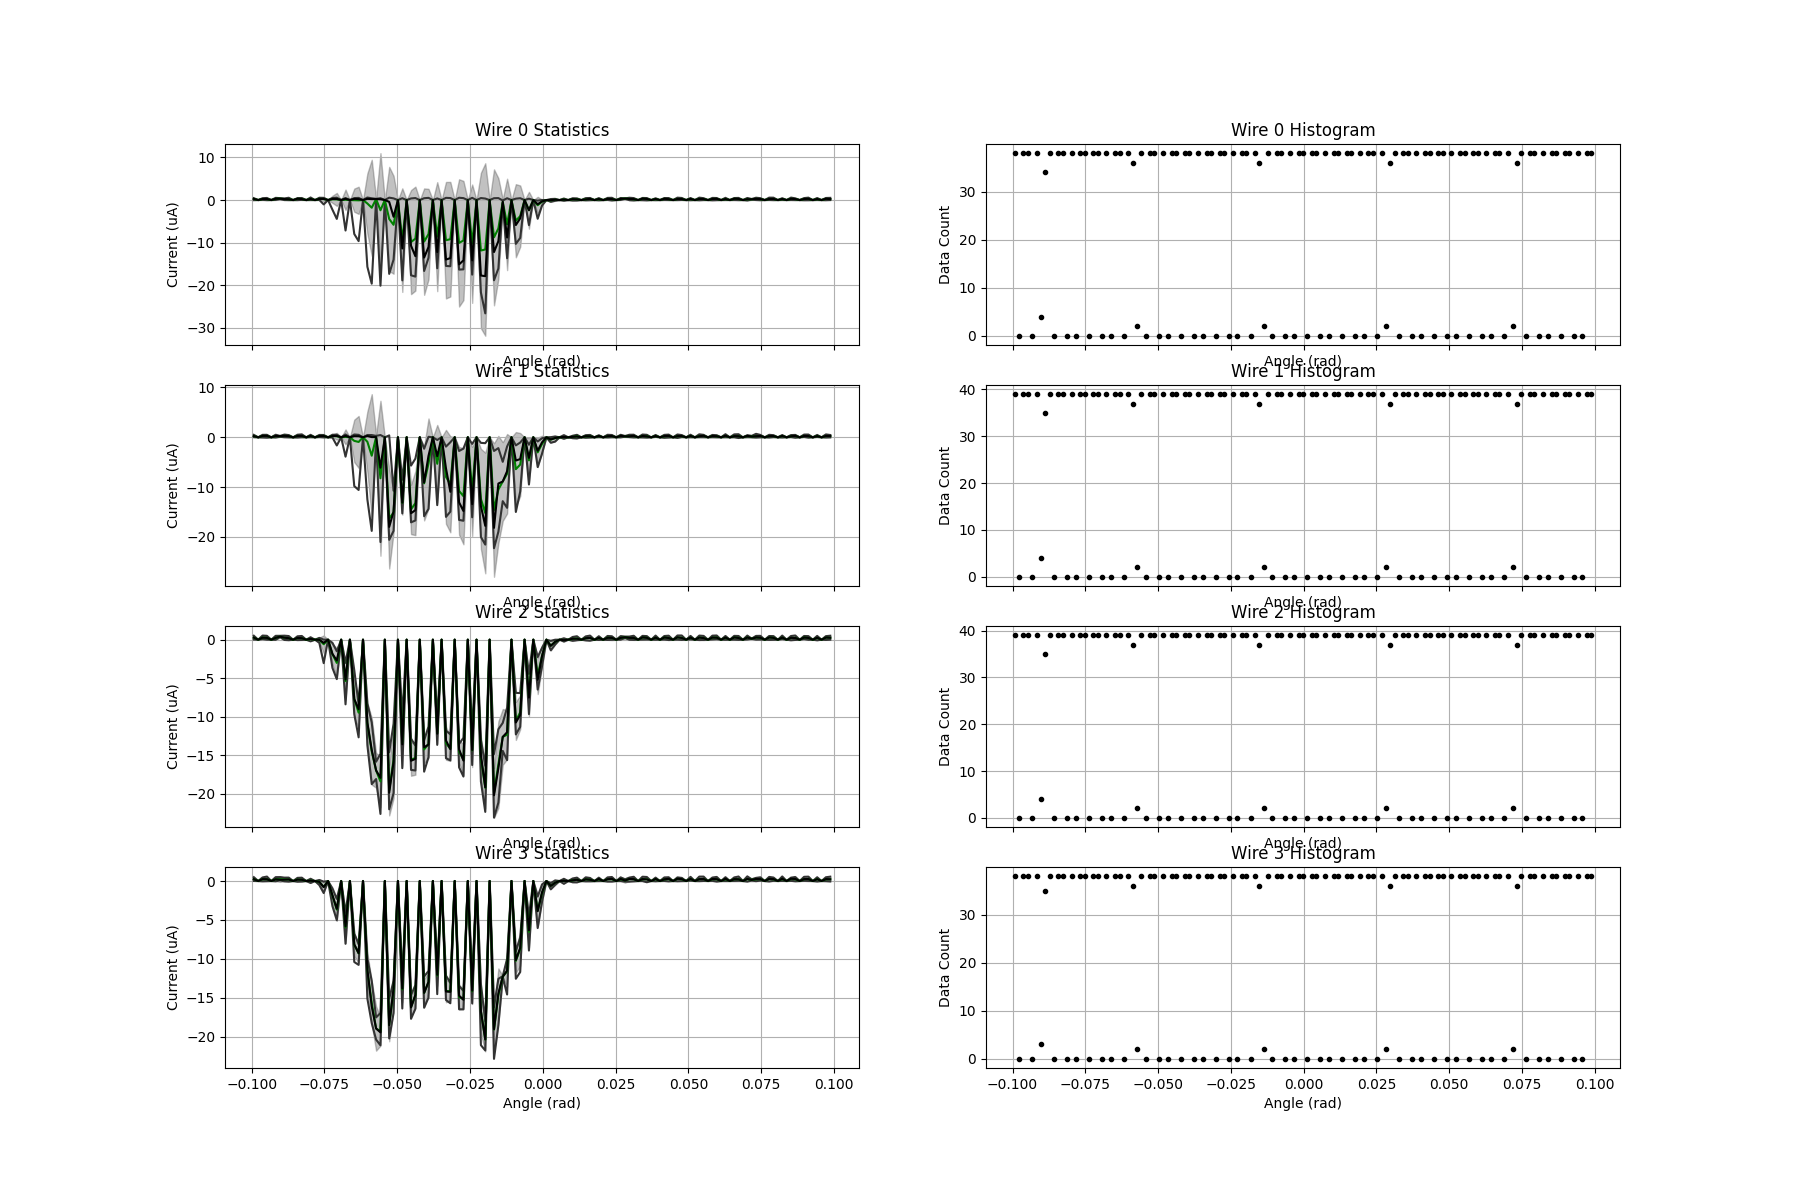 Wire 0 Statistics
Current (uA)
10
0
−10
−20
−30
Angle (rad)
Wire 0 Histogram
Data Count
30
20
10
0
Angle (rad)
Wire 1 Statistics
Current (uA)
10
0
−10
−20
Angle (rad)
Wire 1 Histogram
Data Count
40
30
20
10
0
Angle (rad)
Wire 2 Statistics
Current (uA)
0
−5
−10
−15
−20
Angle (rad)
Wire 2 Histogram
Data Count
40
30
20
10
0
Angle (rad)
Wire 3 Statistics
Current (uA)
0
−5
−10
−15
−20
−0.100 −0.075 −0.050 −0.025 0.000 0.025 0.050 0.075 0.100
Angle (rad)
Wire 3 Histogram
Data Count
30
20
10
0
−0.100 −0.075 −0.050 −0.025 0.000 0.025 0.050 0.075 0.100
Angle (rad)